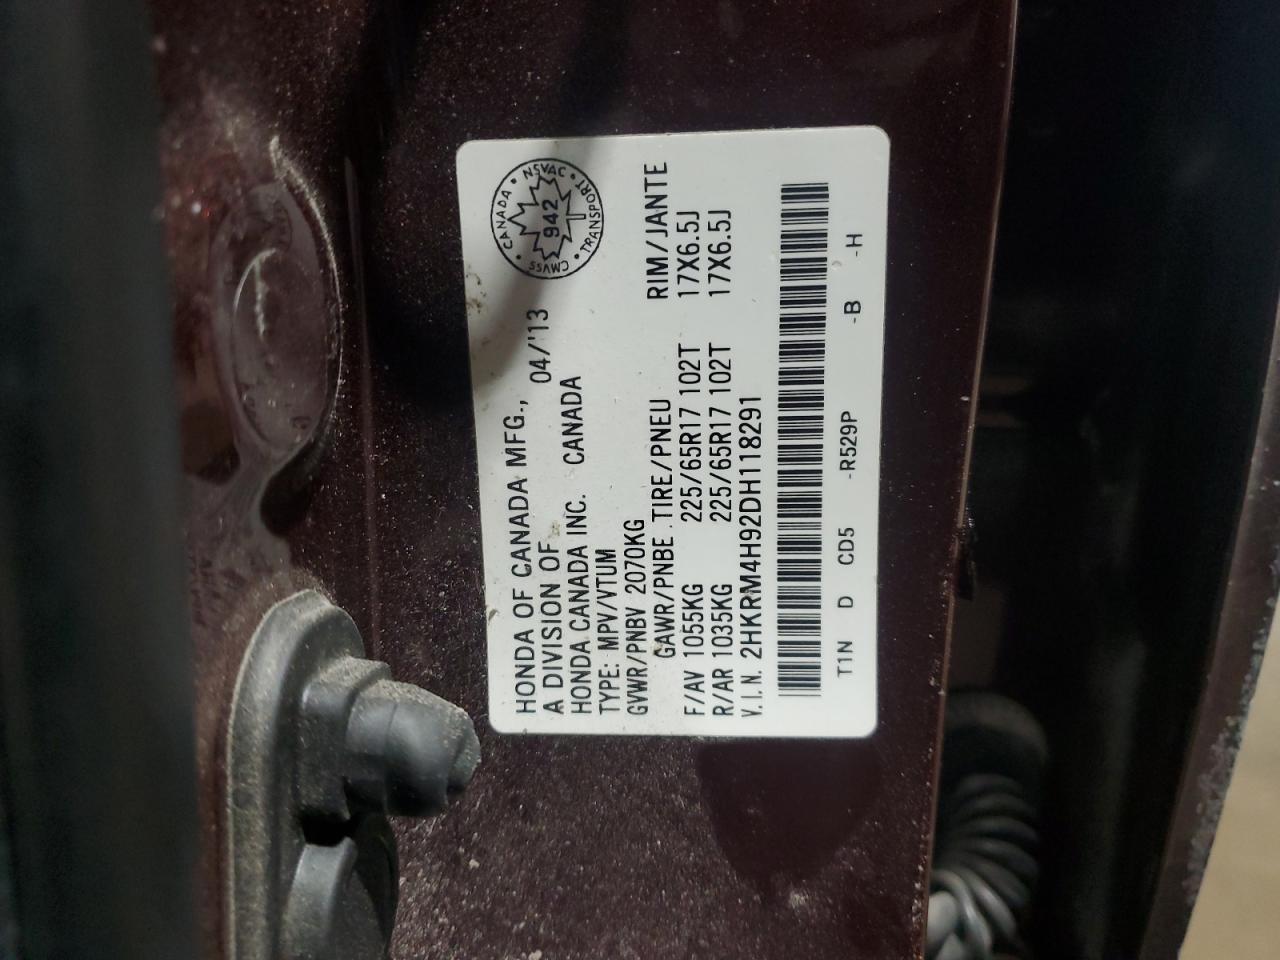 HONDA OF CANADA MFG., 04/'13
A DIVISION OF
HONDA CANADA INC. CANADA
TYPE: MPV/VTUM
GVWR/PNBV 2070KG
GAWR/PNBE TIRE/PNEU RIM/JANTE
F/AV 1055KG 225/65R17 102T 17X6.5J
R/AR 1035KG 225/65R17 102T 17X6.5J
V.I.N. 2HKRM4H92DH118291
T1N D CD5 -R529P -B -H
CANADA • NSVAC • TRANSPORT • CMVSS •
942